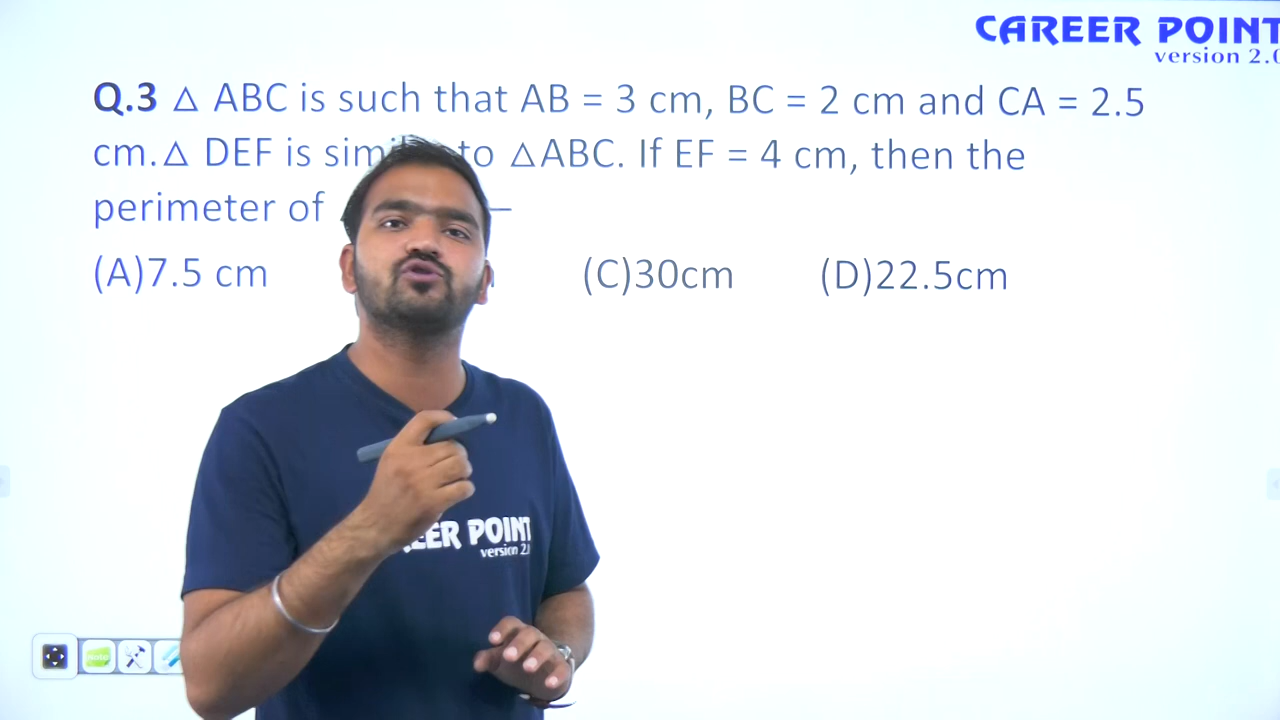 CAREER POINT
version 2.0
Q.3 △ ABC is such that AB = 3 cm, BC = 2 cm and CA = 2.5
cm.△ DEF is to △ABC. If EF = 4 cm, then the
perimeter of –
(A)7.5 cm (C)30cm (D)22.5cm
POINT
version 2.